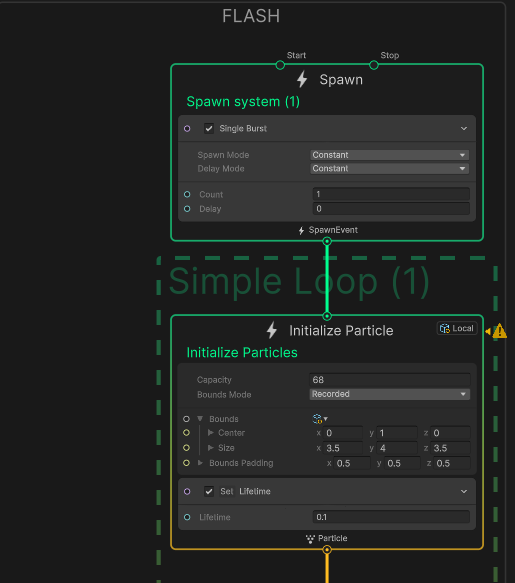 FLASH
Start Stop
Spawn
Spawn system (1)
Single Burst
Spawn Mode Constant
Delay Mode Constant
Count 1
Delay 0
SpawnEvent
Simple Loop (1)
Initialize Particle Local
Initialize Particles
Capacity 68
Bounds Mode Recorded
Bounds
Center x 0 y 1 z 0
Size x 3.5 y 4 z 3.5
Bounds Padding x 0.5 y 0.5 z 0.5
Set Lifetime
Lifetime 0.1
Particle